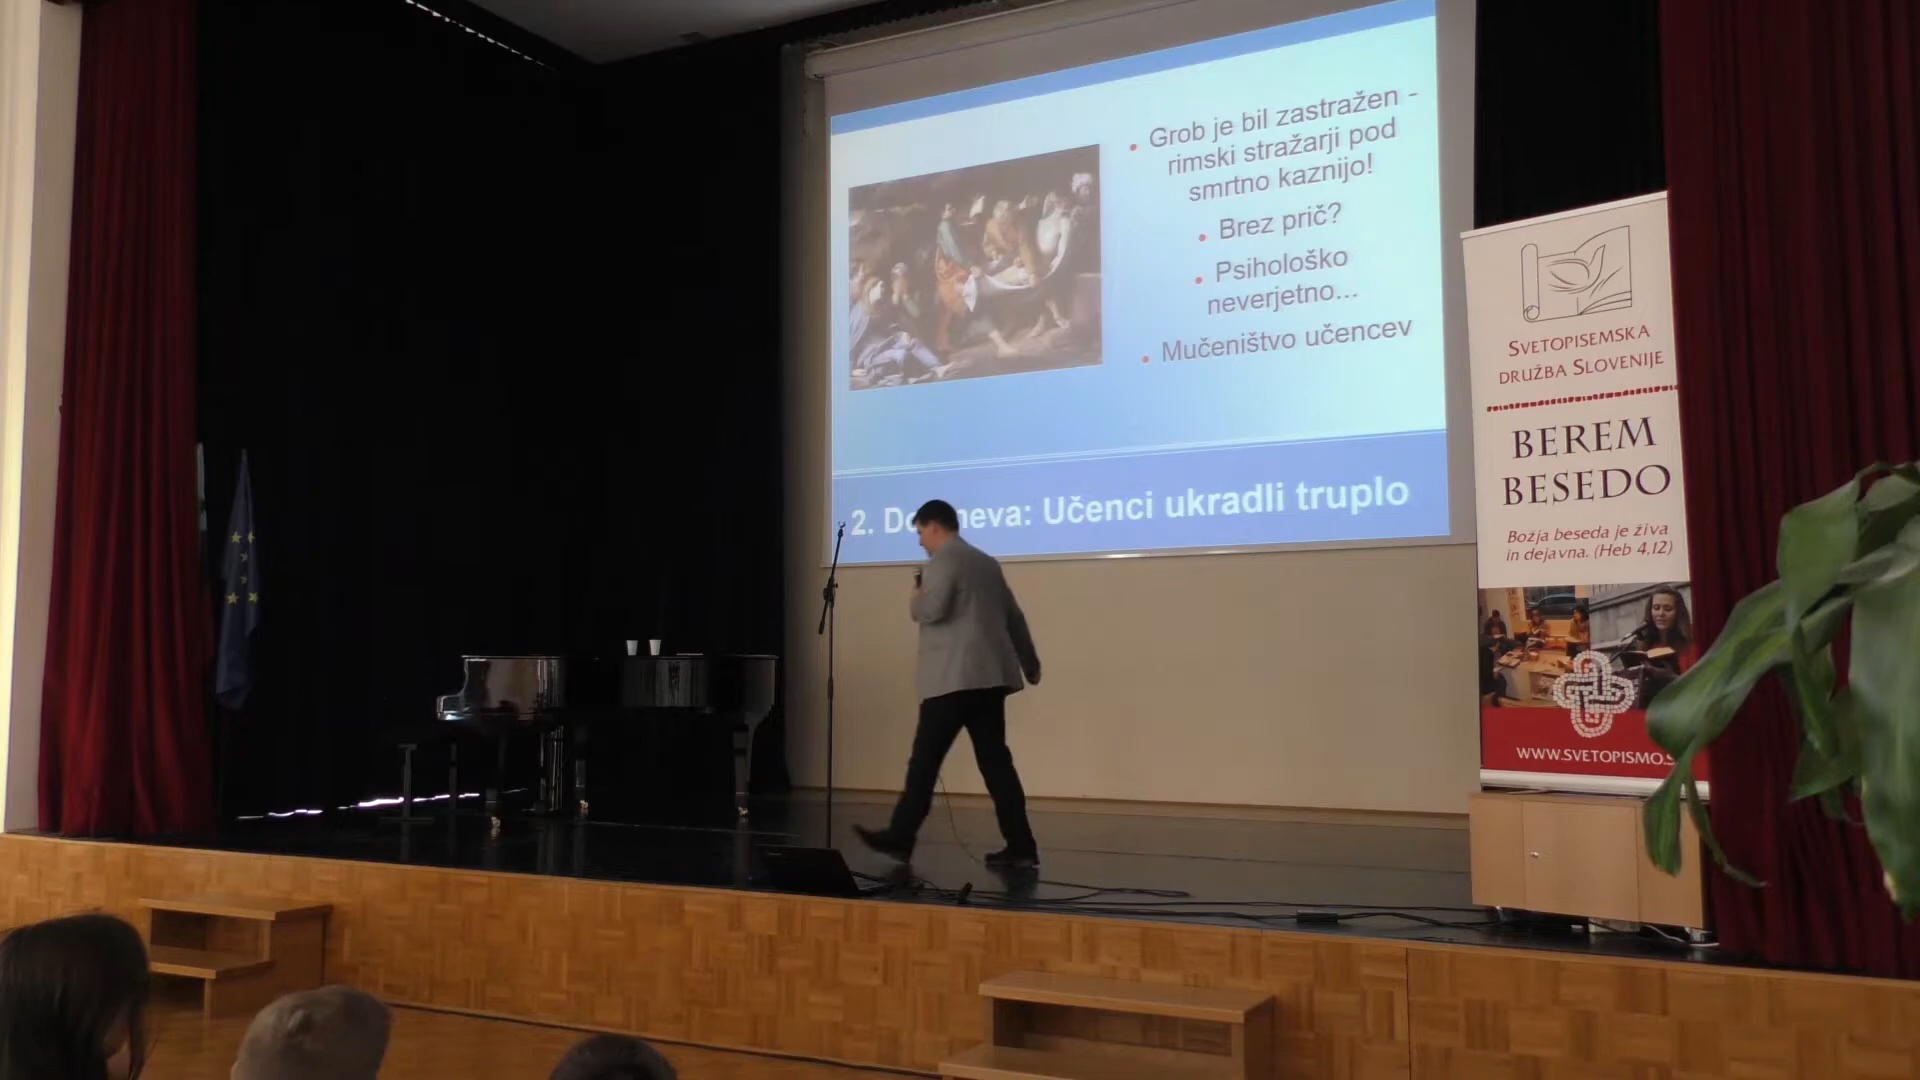 • Grob je bil zastražen -
rimski stražarji pod
smrtno kaznijo!
• Brez prič?
• Psihološko
neverjetno...
• Mučeništvo učencev
2. Do neva: Učenci ukradli truplo
SVETOPISEMSKA
DRUŽBA SLOVENIJE
BEREM
BESEDO
Božja beseda je živa
in dejavna. (Heb 4,12)
WWW.SVETOPISMO.S